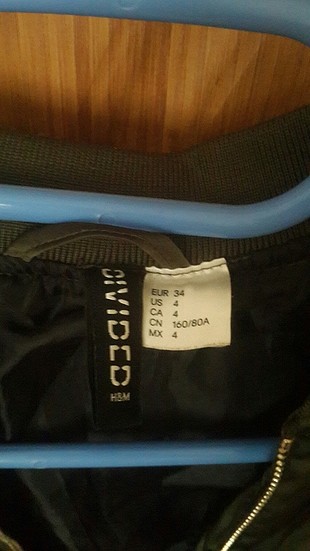 DIVIDED
H&M
EUR 34
US 4
CA 4
CN 160/80A
MX 4